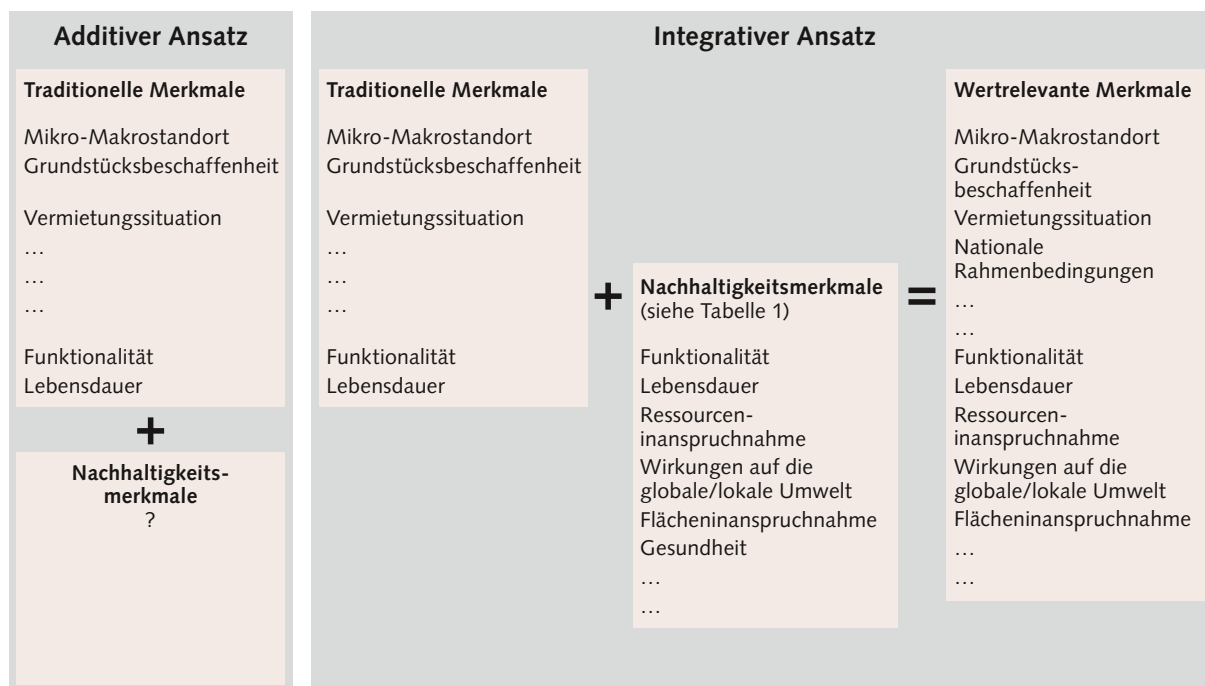 Additiver Ansatz
Traditionelle Merkmale
Mikro-Makrostandort
Grundstücksbeschaffenheit
Vermietungssituation
…
…
…
Funktionalität
Lebensdauer
+
Nachhaltigkeits-
merkmale
?
Integrativer Ansatz
Traditionelle Merkmale
Mikro-Makrostandort
Grundstücksbeschaffenheit
Vermietungssituation
…
…
…
Funktionalität
Lebensdauer
+
Nachhaltigkeitsmerkmale
(siehe Tabelle 1)
Funktionalität
Lebensdauer
Ressourcen-
inanspruchnahme
Wirkungen auf die
globale/lokale Umwelt
Flächeninanspruchnahme
Gesundheit
…
…
=
Wertrelevante Merkmale
Mikro-Makrostandort
Grundstücks-
beschaffenheit
Vermietungssituation
Nationale
Rahmenbedingungen
…
…
Funktionalität
Lebensdauer
Ressourcen-
inanspruchnahme
Wirkungen auf die
globale/lokale Umwelt
Flächeninanspruchnahme
…
…